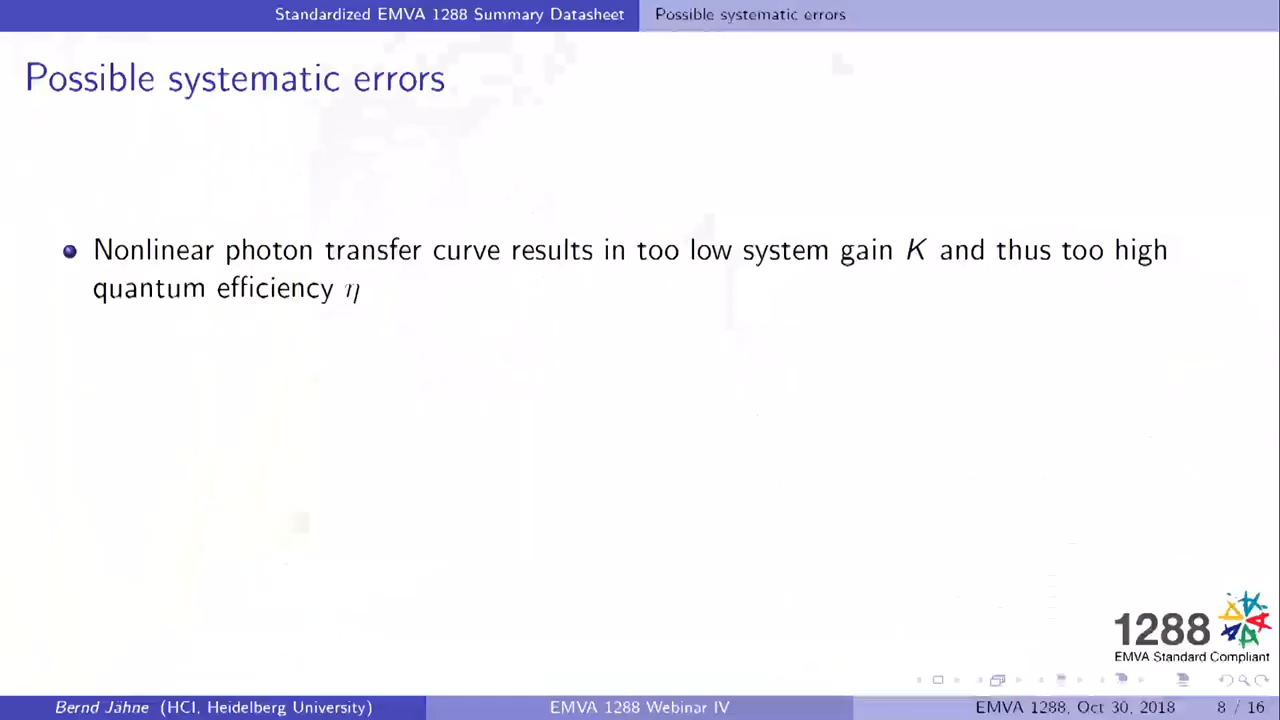 Standardized EMVA 1288 Summary Datasheet Possible systematic errors
Possible systematic errors
Nonlinear photon transfer curve results in too low system gain K and thus too high
quantum efficiency η
1288
EMVA Standard Compliant
Bernd Jähne (HCI, Heidelberg University) EMVA 1288 Webinar IV EMVA 1288, Oct 30, 2018 8 / 16